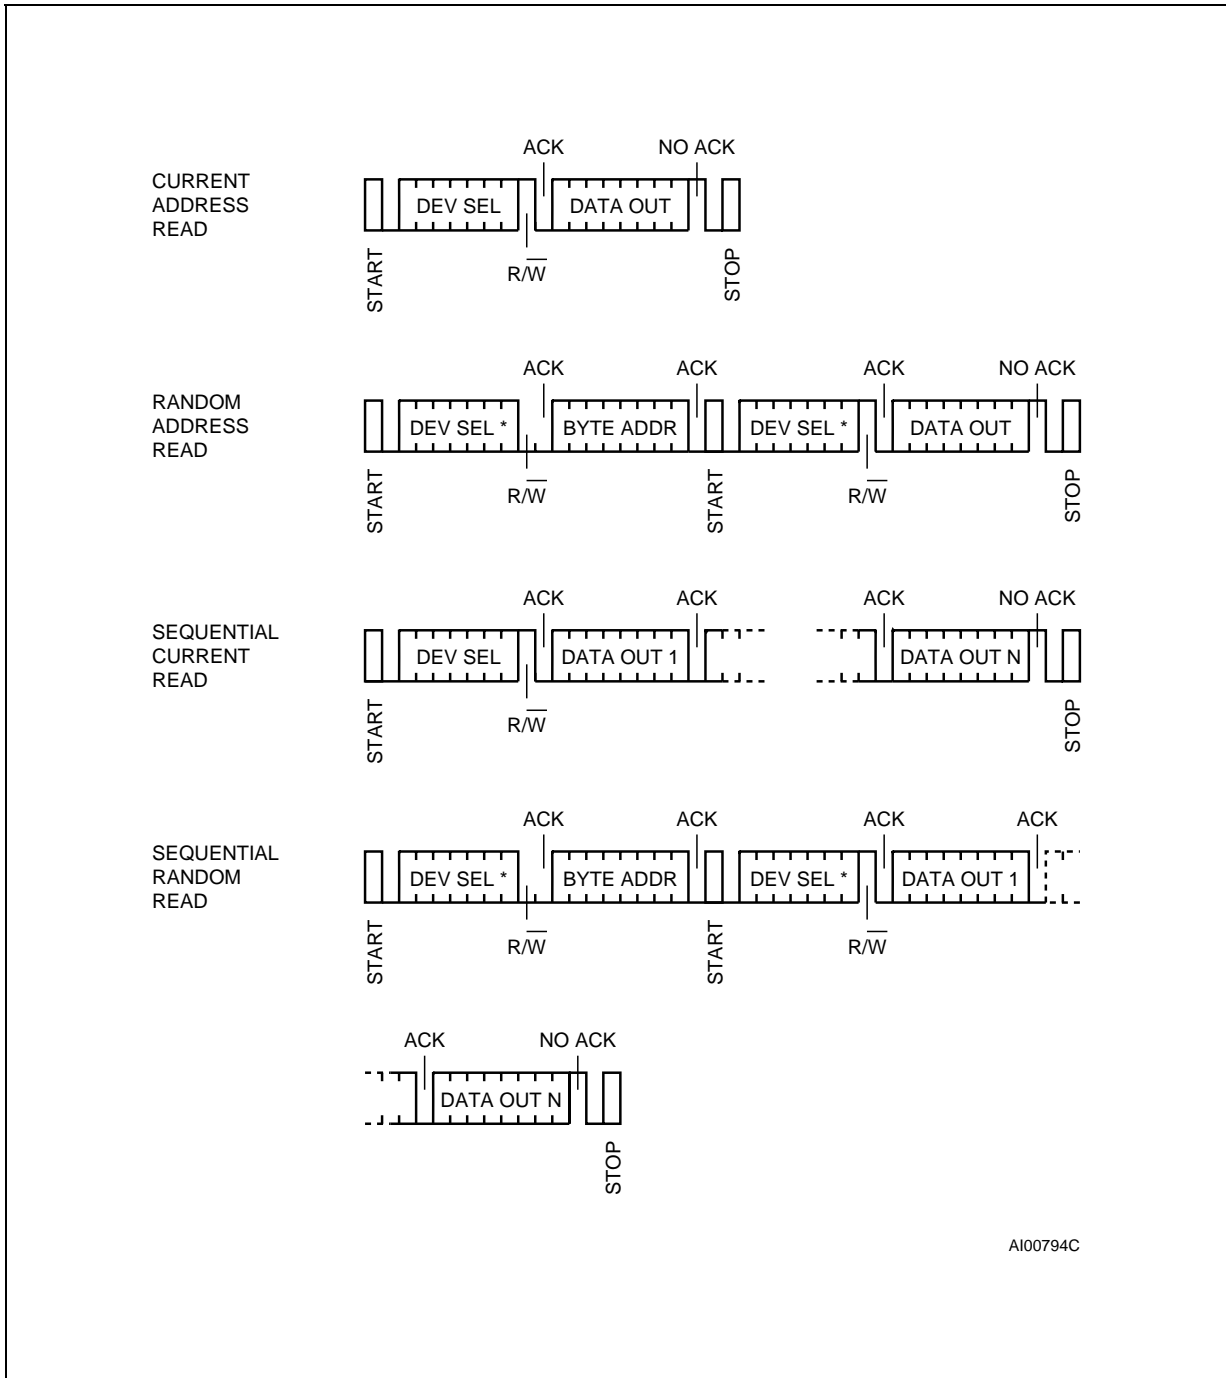 ACK NO ACK
CURRENT
ADDRESS
READ
DEV SEL DATA OUT
START R/W̅ STOP
ACK ACK ACK NO ACK
RANDOM
ADDRESS
READ
DEV SEL * BYTE ADDR DEV SEL * DATA OUT
START R/W̅ START R/W̅ STOP
ACK ACK ACK NO ACK
SEQUENTIAL
CURRENT
READ
DEV SEL DATA OUT 1 DATA OUT N
START R/W̅ STOP
ACK ACK ACK ACK
SEQUENTIAL
RANDOM
READ
DEV SEL * BYTE ADDR DEV SEL * DATA OUT 1
START R/W̅ START R/W̅
ACK NO ACK
DATA OUT N
STOP
AI00794C